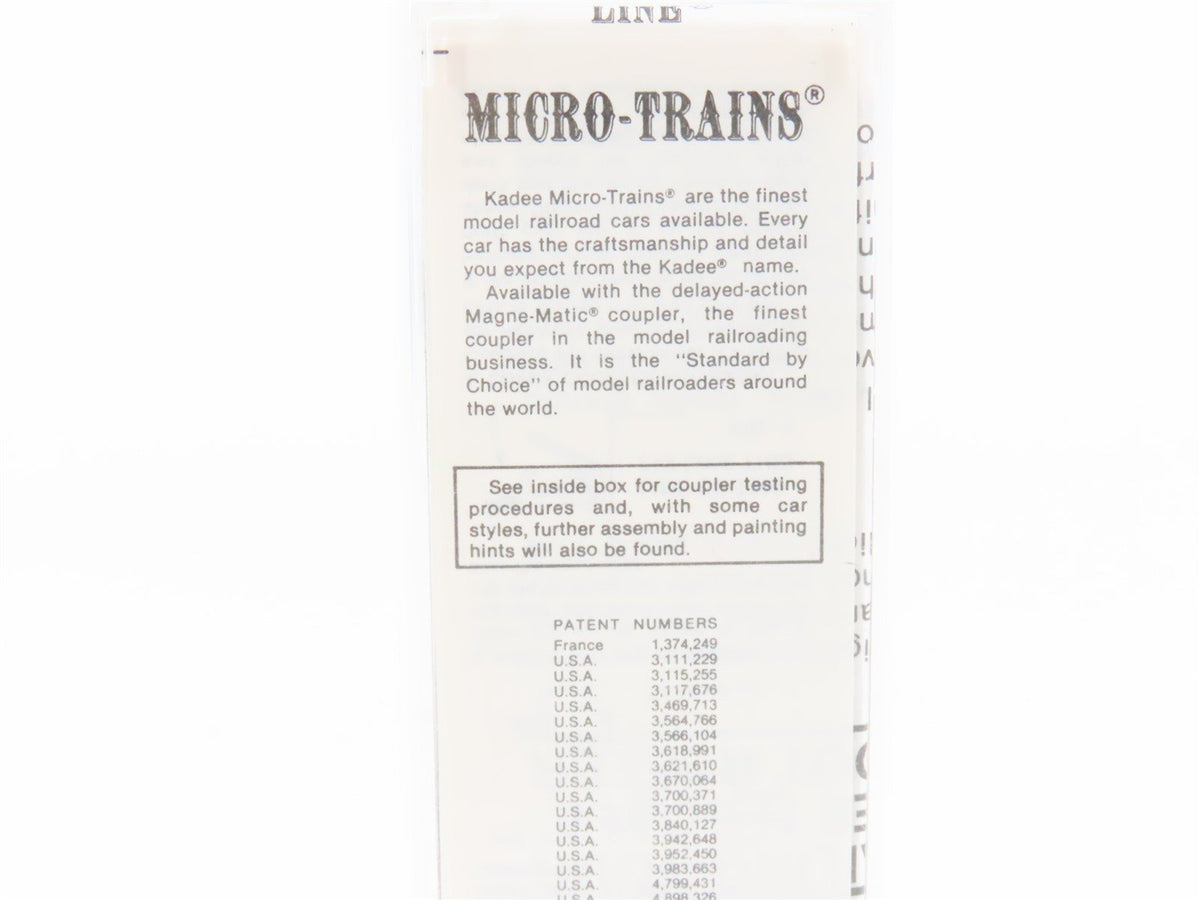 LINE®
MICRO-TRAINS®
Kadee Micro-Trains® are the finest
model railroad cars available. Every
car has the craftsmanship and detail
you expect from the Kadee® name.
Available with the delayed-action
Magne-Matic® coupler, the finest
coupler in the model railroading
business. It is the "Standard by
Choice" of model railroaders around
the world.
See inside box for coupler testing
procedures and, with some car
styles, further assembly and painting
hints will also be found.
PATENT NUMBERS
France 1,374,249
U.S.A. 3,111,229
U.S.A. 3,115,255
U.S.A. 3,117,676
U.S.A. 3,469,713
U.S.A. 3,564,766
U.S.A. 3,566,104
U.S.A. 3,618,991
U.S.A. 3,621,610
U.S.A. 3,670,064
U.S.A. 3,700,371
U.S.A. 3,700,889
U.S.A. 3,840,127
U.S.A. 3,942,648
U.S.A. 3,952,450
U.S.A. 3,983,663
U.S.A. 4,799,431
U.S.A. 4,898,326